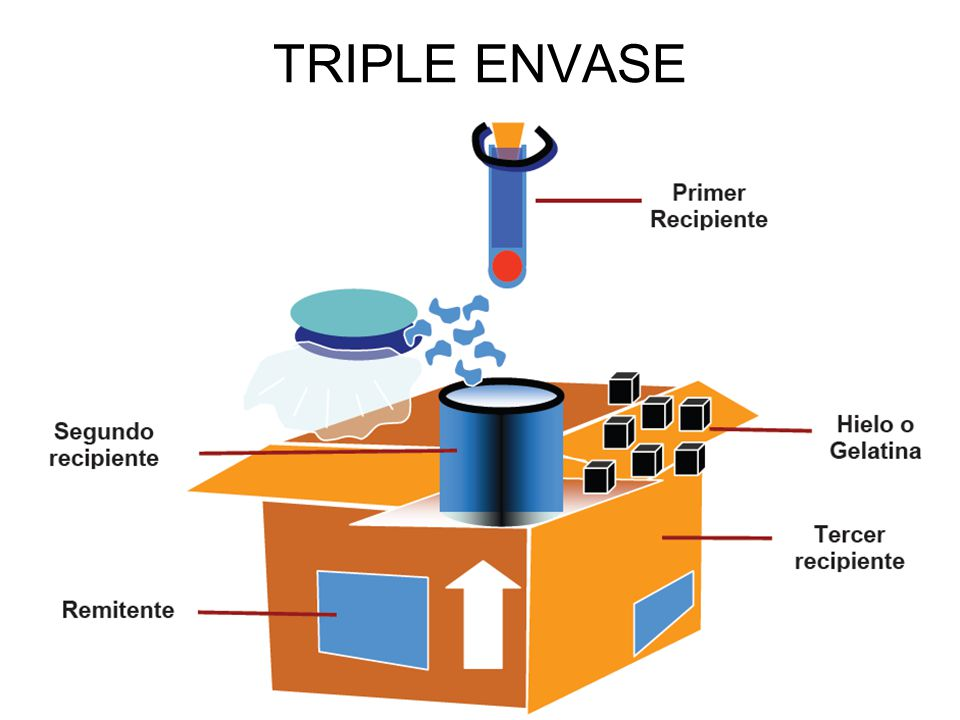 TRIPLE ENVASE
Primer
Recipiente
Segundo
recipiente
Hielo o
Gelatina
Tercer
recipiente
Remitente